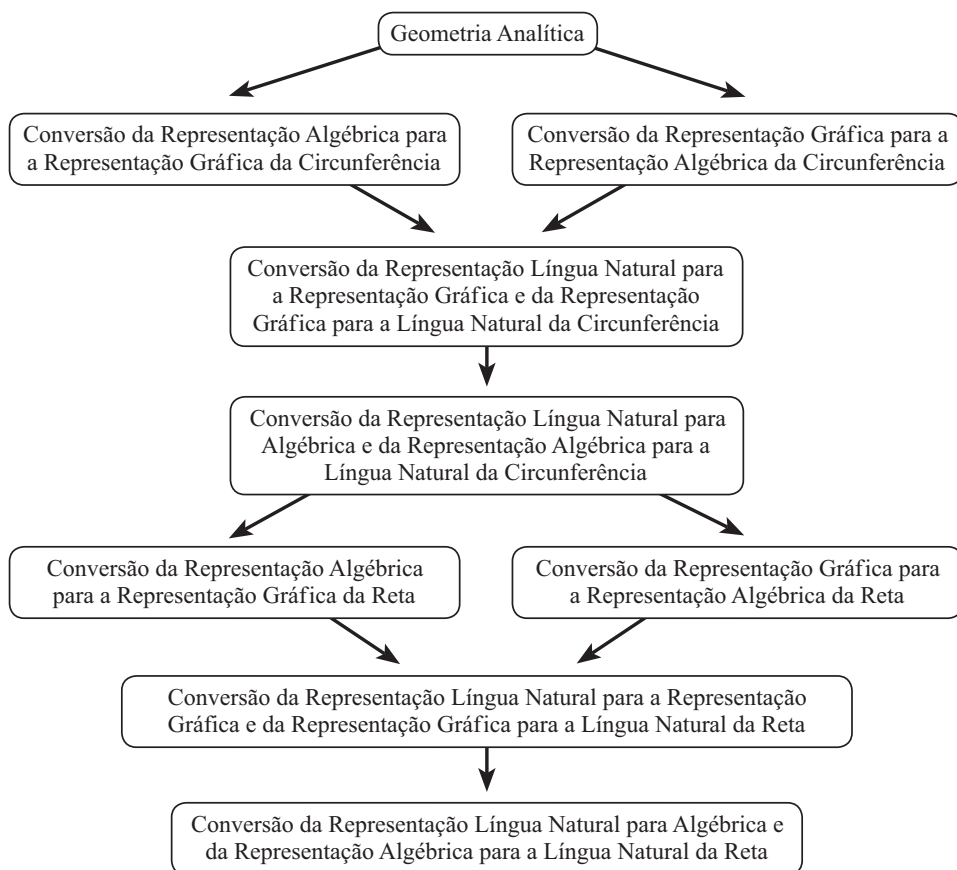 Geometria Analítica
Conversão da Representação Algébrica para
a Representação Gráfica da Circunferência
Conversão da Representação Gráfica para a
Representação Algébrica da Circunferência
Conversão da Representação Língua Natural para
a Representação Gráfica e da Representação
Gráfica para a Língua Natural da Circunferência
Conversão da Representação Língua Natural para
Algébrica e da Representação Algébrica para a
Língua Natural da Circunferência
Conversão da Representação Algébrica
para a Representação Gráfica da Reta
Conversão da Representação Gráfica para
a Representação Algébrica da Reta
Conversão da Representação Língua Natural para a Representação
Gráfica e da Representação Gráfica para a Língua Natural da Reta
Conversão da Representação Língua Natural para Algébrica e
da Representação Algébrica para a Língua Natural da Reta